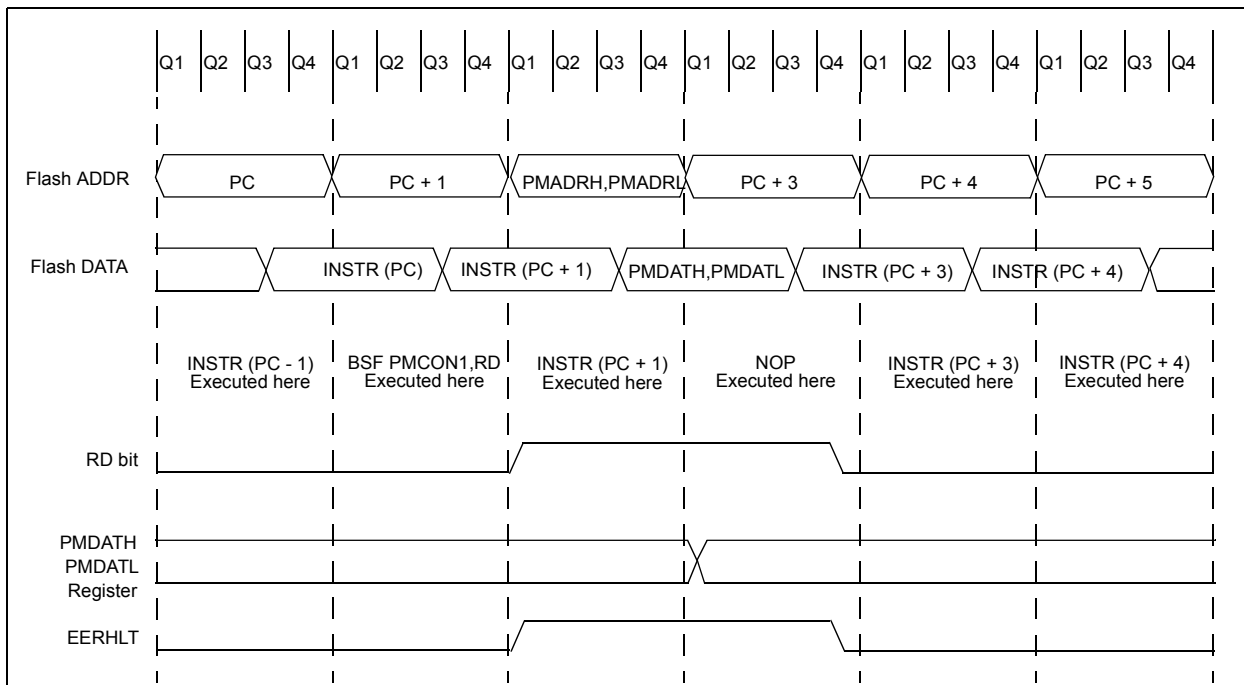 Q1 Q2 Q3 Q4 Q1 Q2 Q3 Q4 Q1 Q2 Q3 Q4 Q1 Q2 Q3 Q4 Q1 Q2 Q3 Q4 Q1 Q2 Q3 Q4
Flash ADDR PC PC + 1 PMADRH,PMADRL PC + 3 PC + 4 PC + 5
Flash DATA INSTR (PC) INSTR (PC + 1) PMDATH,PMDATL INSTR (PC + 3) INSTR (PC + 4)
INSTR (PC - 1) BSF PMCON1,RD INSTR (PC + 1) NOP INSTR (PC + 3) INSTR (PC + 4)
Executed here Executed here Executed here Executed here Executed here Executed here
RD bit
PMDATH
PMDATL
Register
EERHLT